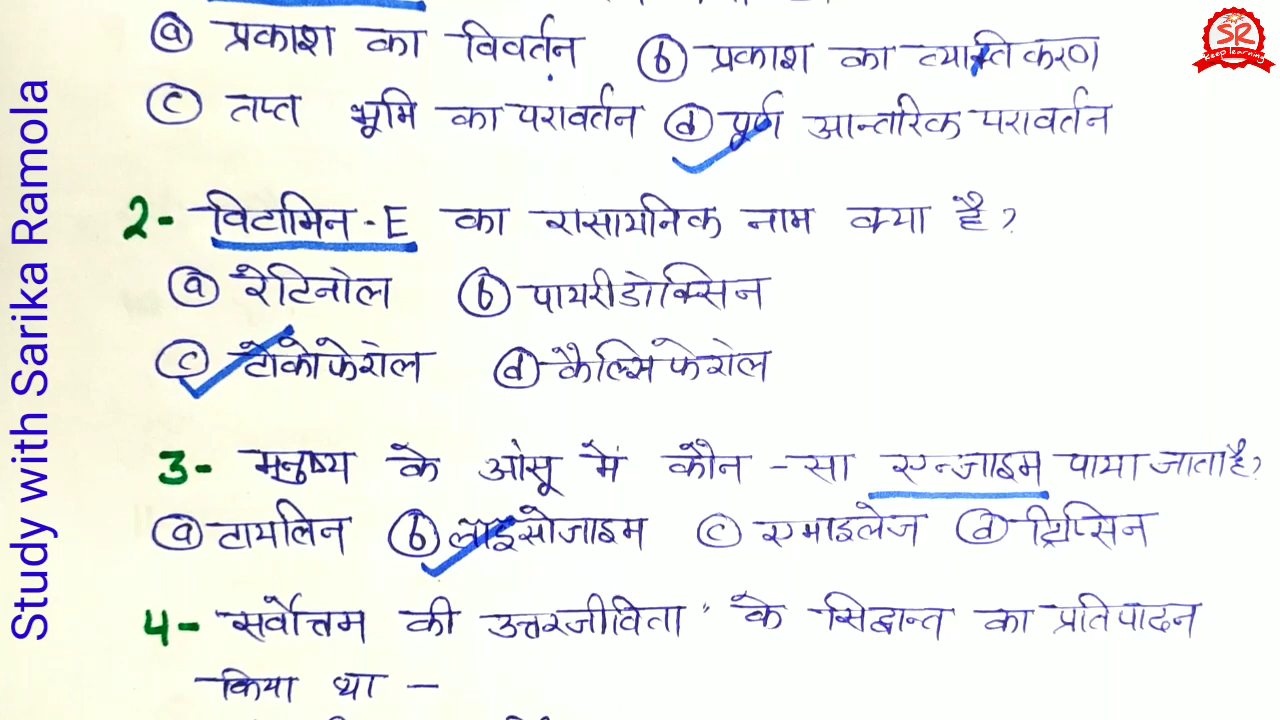 ⓐ प्रकाश का विवर्तन ⓑ प्रकाश का व्यतिकरण
ⓒ तप्त भूमि का परावर्तन ⓓ पूर्ण आन्तरिक परावर्तन
2- विटामिन-E का रासायनिक नाम क्या है?
ⓐ रेटिनोल ⓑ पायरीडोक्सिन
ⓒ टोकोफेरोल ⓓ कैल्सिफेरोल
3- मनुष्य के आंसू में कौन-सा एन्जाइम पाया जाता है?
ⓐ टायलिन ⓑ लाइसोजाइम ⓒ एमाइलेज ⓓ ट्रिप्सिन
4- "सर्वोत्तम की उत्तरजीविता" के सिद्धान्त का प्रतिपादन
किया था -
Study with Sarika Ramola
SR
Keep learning